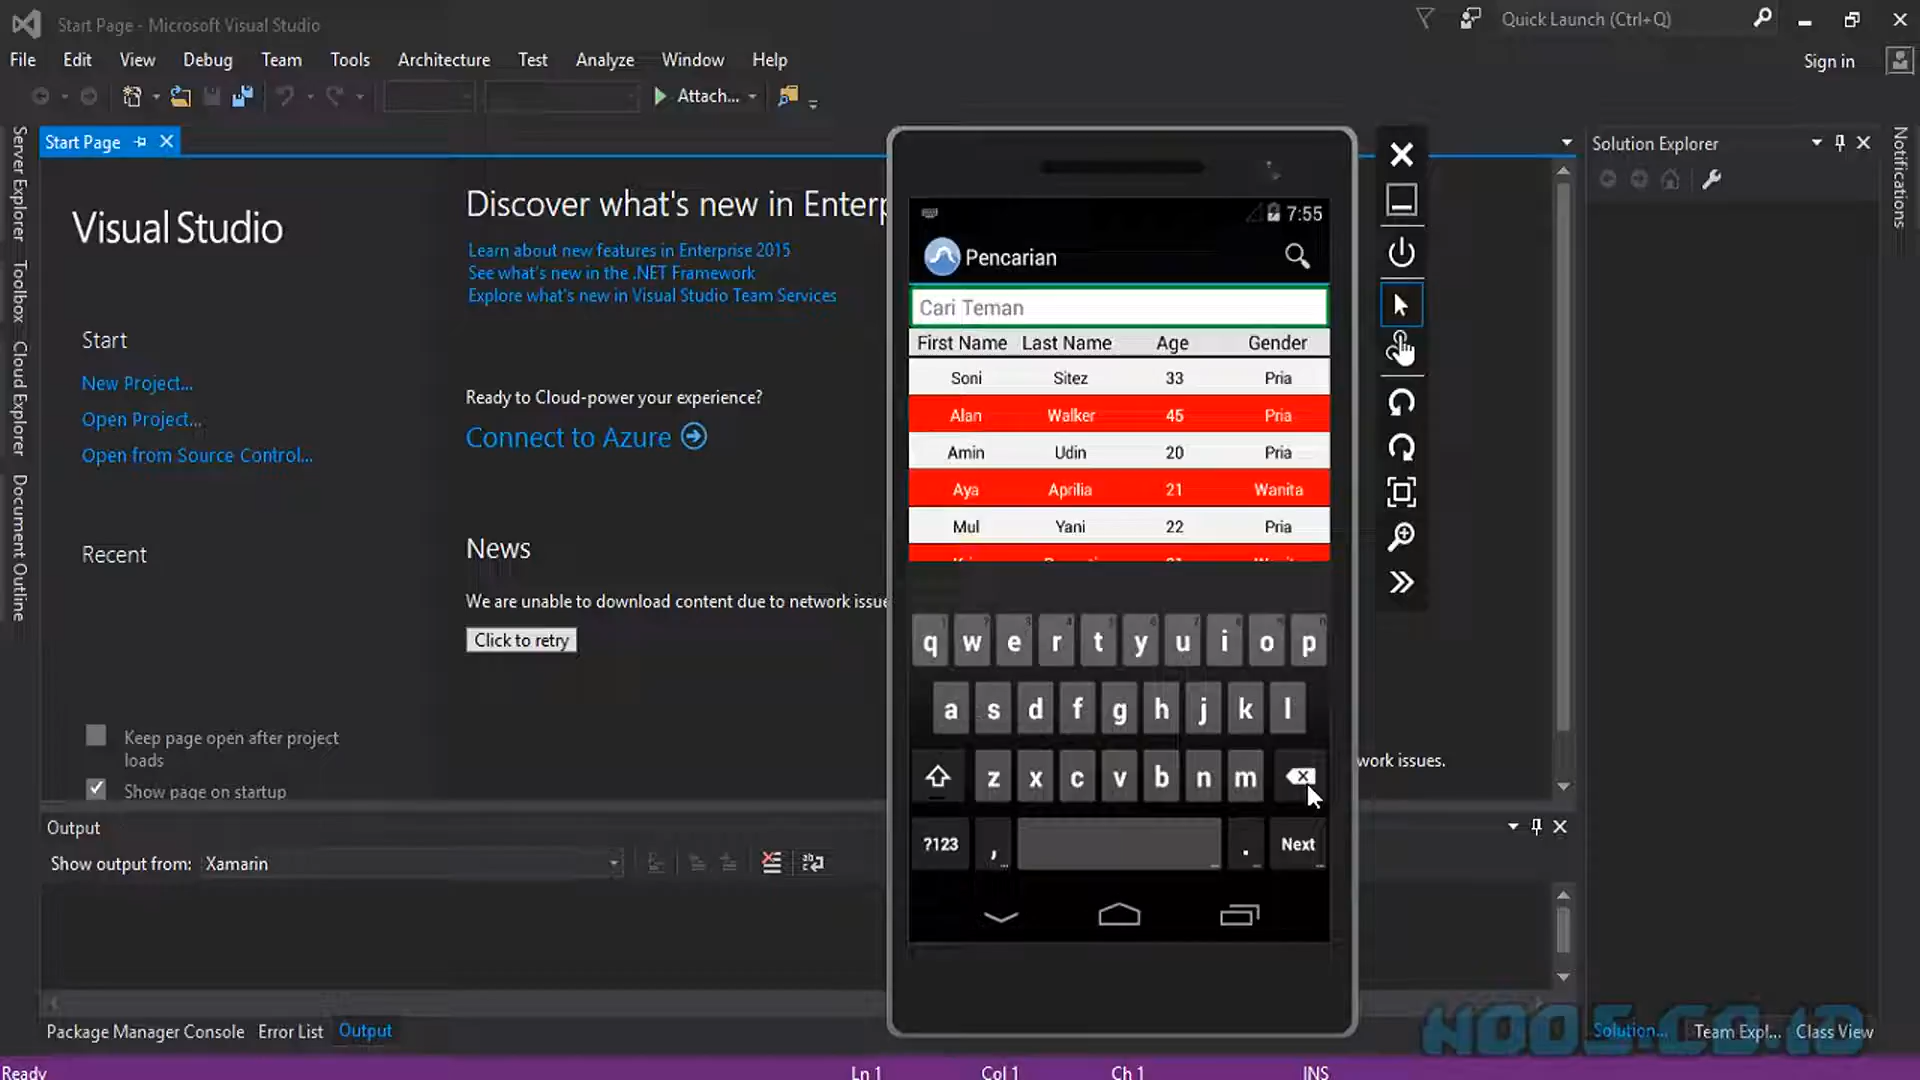 Start Page - Microsoft Visual Studio
Quick Launch (Ctrl+Q)
File Edit View Debug Team Tools Architecture Test Analyze Window Help
Sign in
Attach...
Server Explorer
Toolbox
Cloud Explorer
Document Outline
Start Page
Visual Studio
Start
New Project...
Open Project...
Open from Source Control...
Recent
Keep page open after project
loads
Show page on startup
Discover what's new in Enterp
Learn about new features in Enterprise 2015
See what's new in the .NET Framework
Explore what's new in Visual Studio Team Services
Ready to Cloud-power your experience?
Connect to Azure
News
We are unable to download content due to network issue
Click to retry
work issues.
7:55
Pencarian
Cari Teman
First Name Last Name Age Gender
Soni Sitez 33 Pria
Alan Walker 45 Pria
Amin Udin 20 Pria
Aya Aprilia 21 Wanita
Mul Yani 22 Pria
q w e r t y u i o p
a s d f g h j k l
z x c v b n m
?123 , . Next
Solution Explorer
Notifications
Output
Show output from: Xamarin
Package Manager Console Error List Output
NOOS.CO.ID
Solution... Team Expl... Class View
Ready Ln 1 Col 1 Ch 1 INS